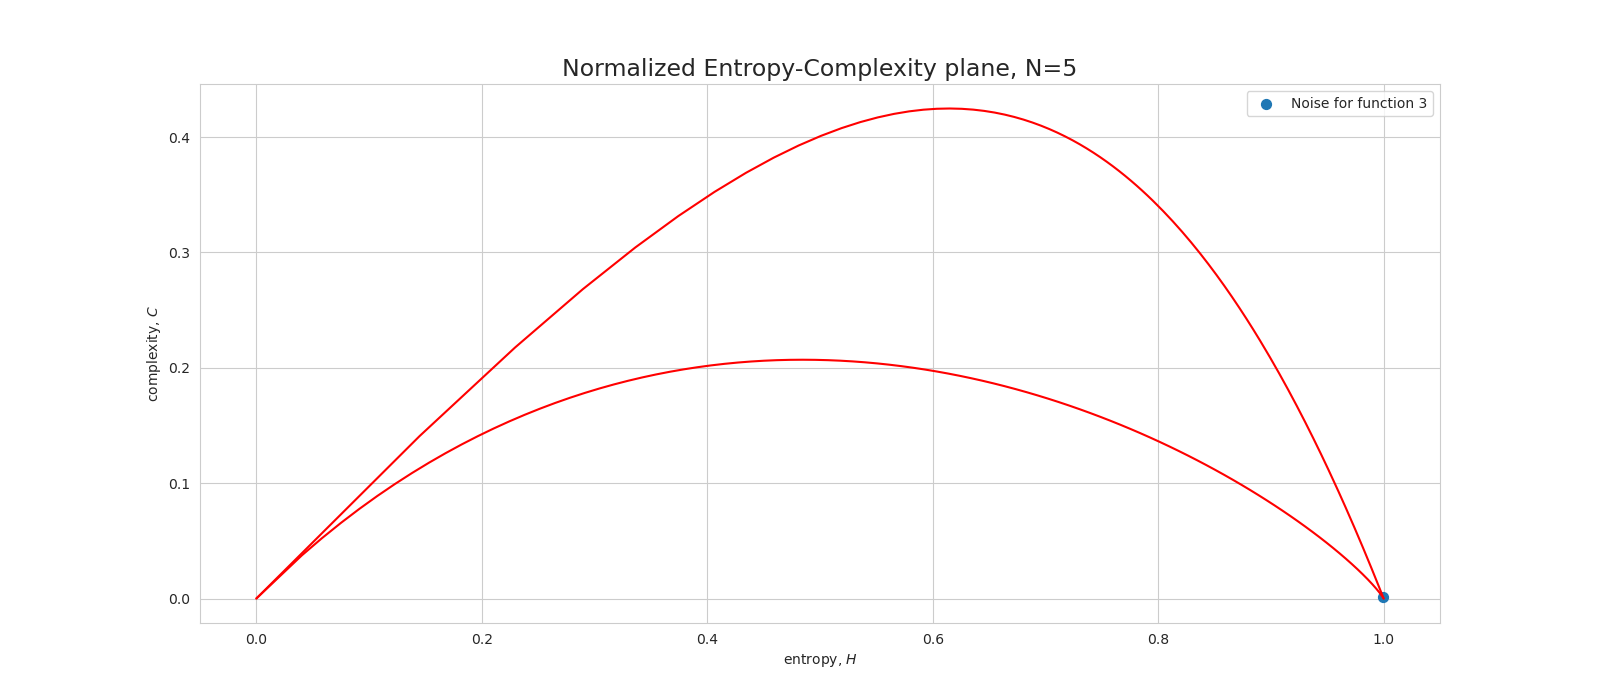 Normalized Entropy-Complexity plane, N=5
Noise for function 3
complexity, C
0.4
0.3
0.2
0.1
0.0
0.0 0.2 0.4 0.6 0.8 1.0
entropy, H